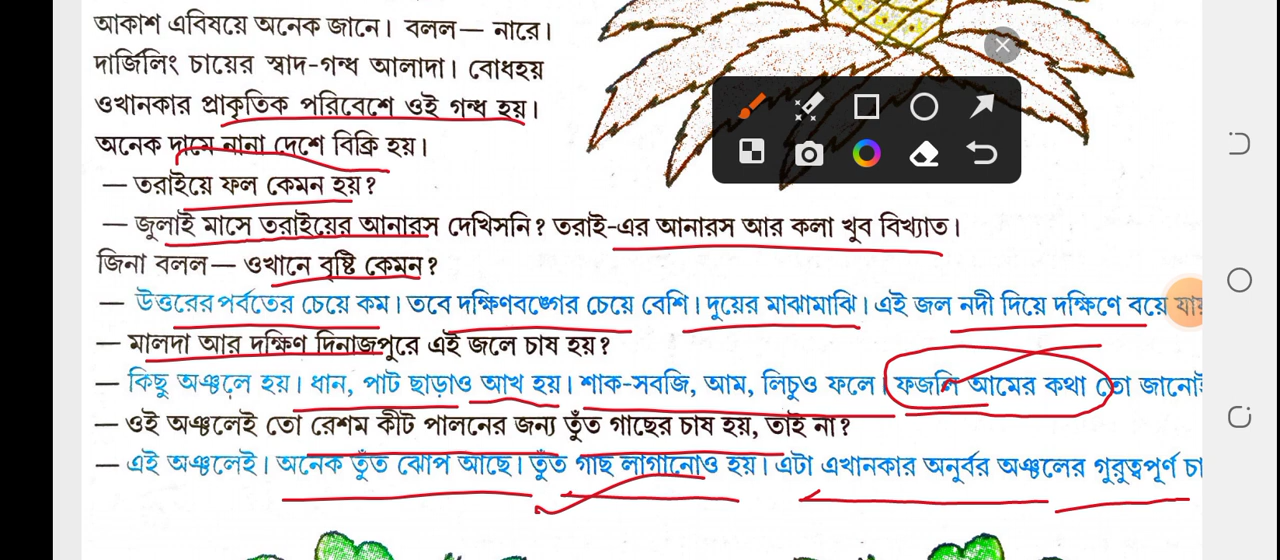 আকাশ এবিষয়ে অনেক জানে। বলল— নারে।
দার্জিলিং চায়ের স্বাদ-গন্ধ আলাদা। বোধহয়
ওখানকার প্রাকৃতিক পরিবেশে ওই গন্ধ হয়।
অনেক দামে নানা দেশে বিক্রি হয়।
— তরাইয়ে ফল কেমন হয়?
— জুলাই মাসে তরাইয়ের আনারস দেখিসনি? তরাই-এর আনারস আর কলা খুব বিখ্যাত।
জিনা বলল— ওখানে বৃষ্টি কেমন?
— উত্তরের পর্বতের চেয়ে কম। তবে দক্ষিণবঙ্গের চেয়ে বেশি। দুয়ের মাঝামাঝি। এই জল নদী দিয়ে দক্ষিণে বয়ে
— মালদা আর দক্ষিণ দিনাজপুরে এই জলে চাষ হয়?
— কিছু অঞ্চলে হয়। ধান, পাট ছাড়াও আখ হয়। শাক-সবজি, আম, লিচুও ফলে। ফজলি আমের কথা তো
— ওই অঞ্চলেই তো রেশম কীট পালনের জন্য তুঁত গাছের চাষ হয়, তাই না?
— এই অঞ্চলেই। অনেক তুঁত ঝোপ আছে। তুঁত গাছ লাগানোও হয়। এটা এখানকার অনুর্বর অঞ্চলের গুরুত্বপূর্ণ